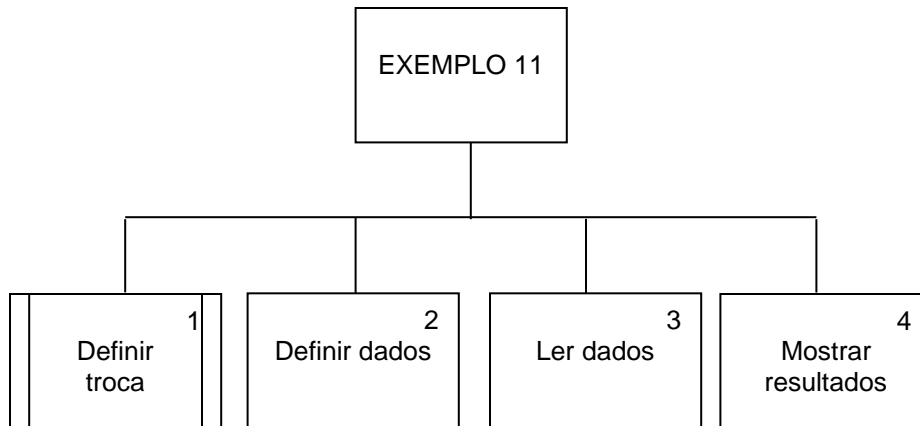 EXEMPLO 11
1
Definir
troca
2
Definir dados
3
Ler dados
4
Mostrar
resultados